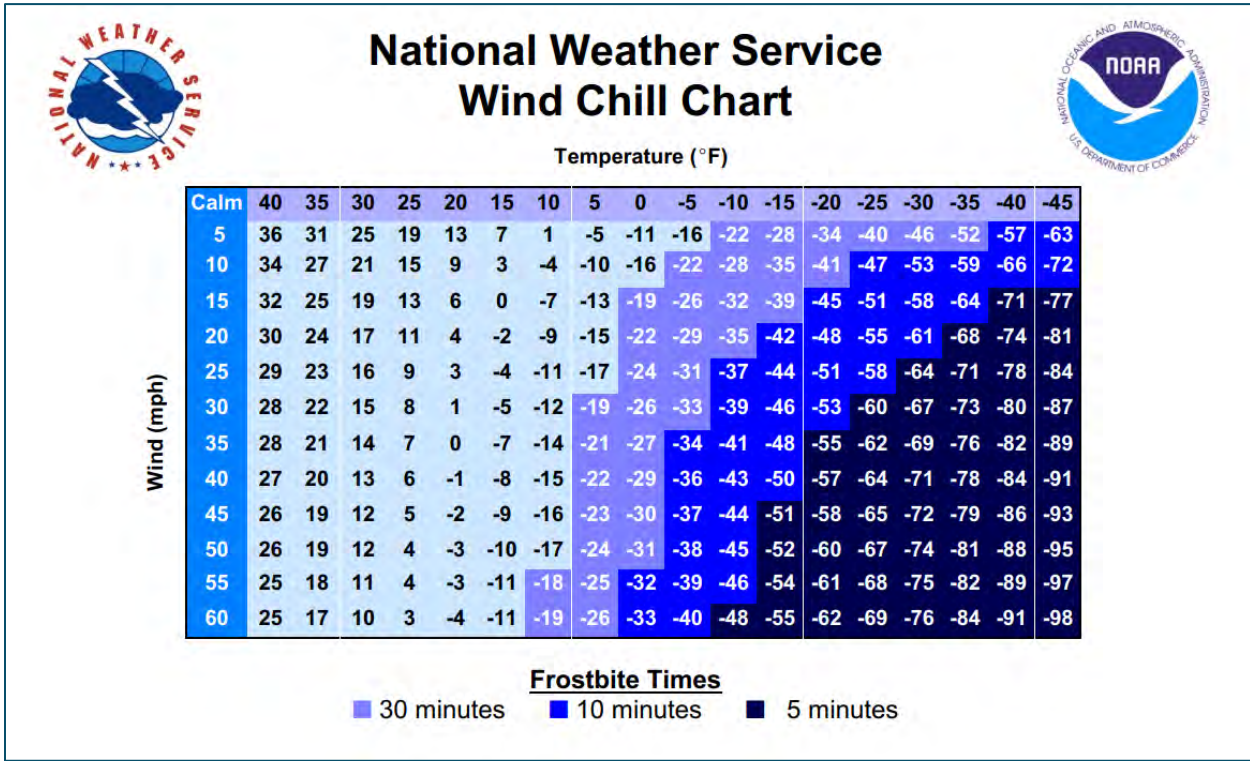 NATIONAL WEATHER SERVICE
National Weather Service
Wind Chill Chart
NATIONAL OCEANIC AND ATMOSPHERIC ADMINISTRATION
NOAA
U.S. DEPARTMENT OF COMMERCE
Temperature (°F)
Wind (mph)
Calm 40 35 30 25 20 15 10 5 0 -5 -10 -15 -20 -25 -30 -35 -40 -45
5 36 31 25 19 13 7 1 -5 -11 -16 -22 -28 -34 -40 -46 -52 -57 -63
10 34 27 21 15 9 3 -4 -10 -16 -22 -28 -35 -41 -47 -53 -59 -66 -72
15 32 25 19 13 6 0 -7 -13 -19 -26 -32 -39 -45 -51 -58 -64 -71 -77
20 30 24 17 11 4 -2 -9 -15 -22 -29 -35 -42 -48 -55 -61 -68 -74 -81
25 29 23 16 9 3 -4 -11 -17 -24 -31 -37 -44 -51 -58 -64 -71 -78 -84
30 28 22 15 8 1 -5 -12 -19 -26 -33 -39 -46 -53 -60 -67 -73 -80 -87
35 28 21 14 7 0 -7 -14 -21 -27 -34 -41 -48 -55 -62 -69 -76 -82 -89
40 27 20 13 6 -1 -8 -15 -22 -29 -36 -43 -50 -57 -64 -71 -78 -84 -91
45 26 19 12 5 -2 -9 -16 -23 -30 -37 -44 -51 -58 -65 -72 -79 -86 -93
50 26 19 12 4 -3 -10 -17 -24 -31 -38 -45 -52 -60 -67 -74 -81 -88 -95
55 25 18 11 4 -3 -11 -18 -25 -32 -39 -46 -54 -61 -68 -75 -82 -89 -97
60 25 17 10 3 -4 -11 -19 -26 -33 -40 -48 -55 -62 -69 -76 -84 -91 -98
Frostbite Times
30 minutes 10 minutes 5 minutes